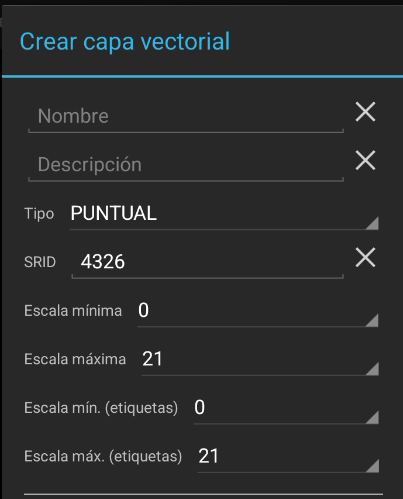 Crear capa vectorial
Nombre
Descripción
Tipo PUNTUAL
SRID 4326
Escala mínima 0
Escala máxima 21
Escala mín. (etiquetas) 0
Escala máx. (etiquetas) 21